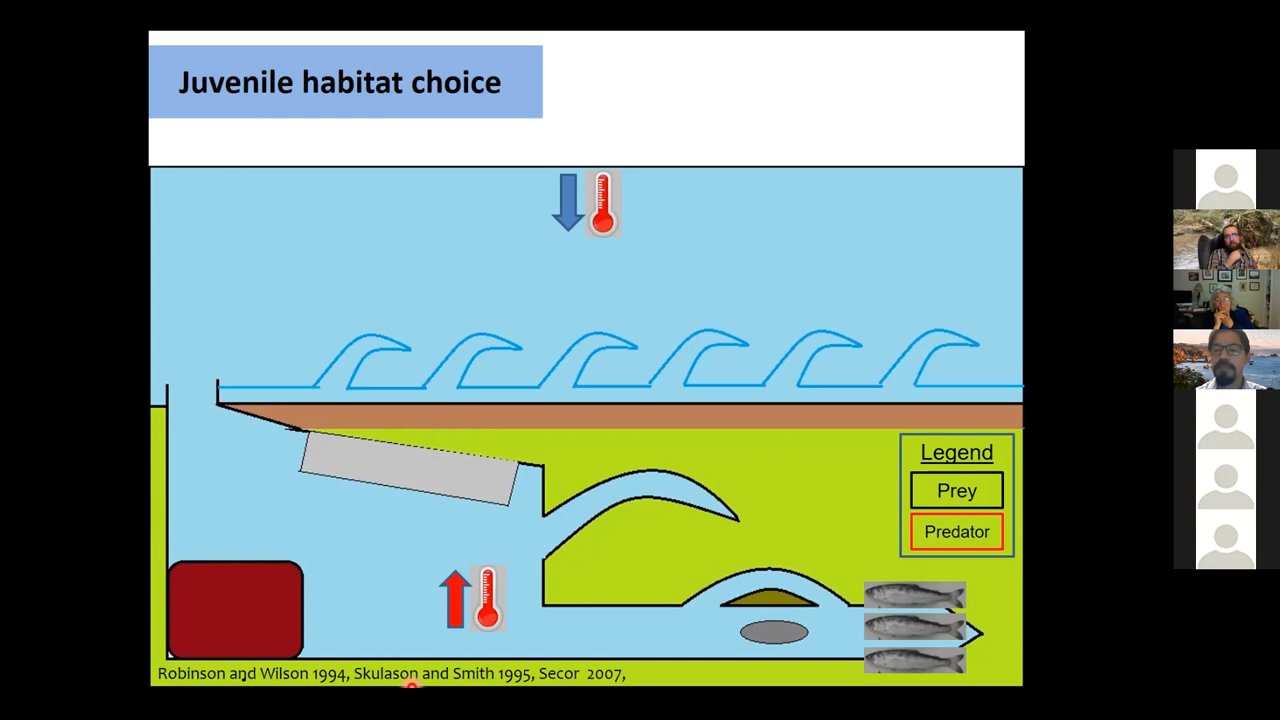 Juvenile habitat choice
Legend
Prey
Predator
Robinson and Wilson 1994, Skulason and Smith 1995, Secor 2007,